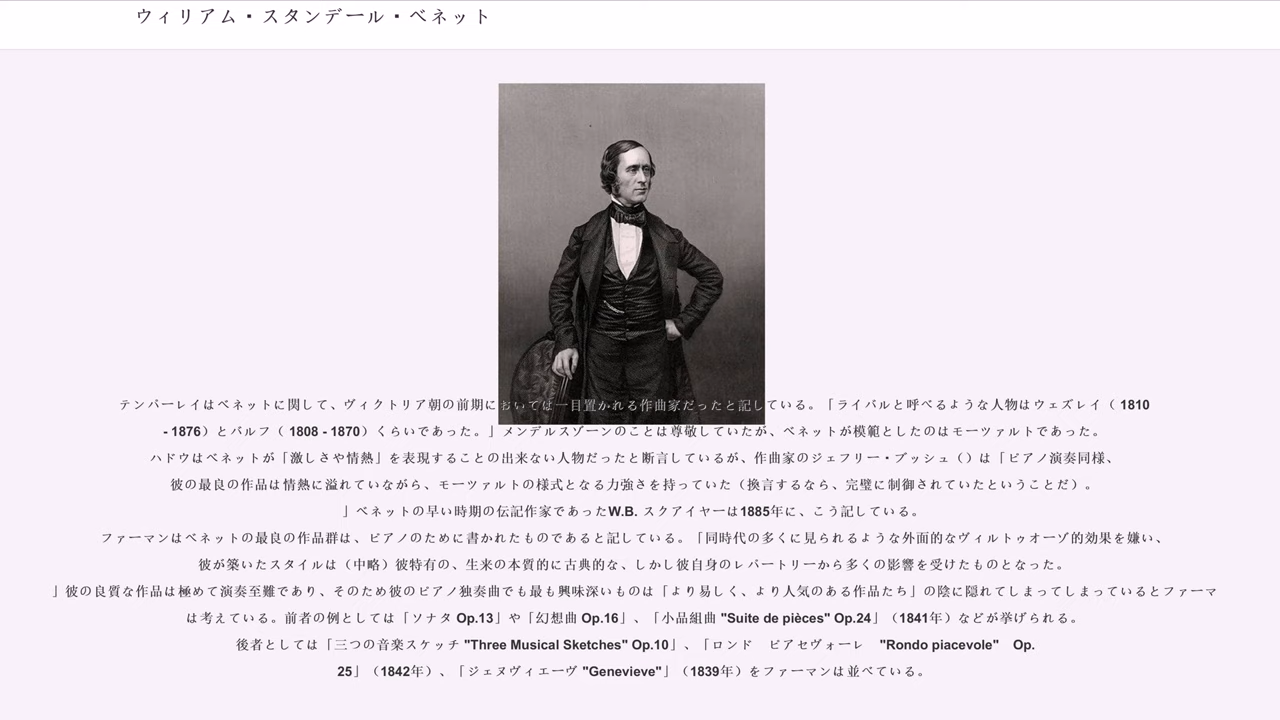 ウィリアム・スタンデール・ベネット
テンパーレイはベネットに関して、ヴィクトリア朝の前期においては一目置かれる作曲家だったと記している。「ライバルと呼べるような人物はウェズレイ（ 1810
- 1876）とバルフ（ 1808 - 1870）くらいであった。」メンデルスゾーンのことは尊敬していたが、ベネットが模範としたのはモーツァルトであった。
ハドウはベネットが「激しさや情熱」を表現することの出来ない人物だったと断言しているが、作曲家のジェフリー・ブッシュ（）は「ピアノ演奏同様、
彼の最良の作品は情熱に溢れていながら、モーツァルトの様式となる力強さを持っていた（換言するなら、完璧に制御されていたということだ）。
」ベネットの早い時期の伝記作家であったW.B. スクアイヤーは1885年に、こう記している。
ファーマンはベネットの最良の作品群は、ピアノのために書かれたものであると記している。「同時代の多くに見られるような外面的なヴィルトゥオーゾ的効果を嫌い、
彼が築いたスタイルは（中略）彼特有の、生来の本質的に古典的な、しかし彼自身のレパートリーから多くの影響を受けたものとなった。
」彼の良質な作品は極めて演奏至難であり、そのため彼のピアノ独奏曲でも最も興味深いものは「より易しく、より人気のある作品たち」の陰に隠れてしまってしまっているとファーマ
は考えている。前者の例としては「ソナタ Op.13」や「幻想曲 Op.16」、「小品組曲 "Suite de pièces" Op.24」（1841年）などが挙げられる。
後者としては「三つの音楽スケッチ "Three Musical Sketches" Op.10」、「ロンド　ピアセヴォーレ　"Rondo piacevole"　Op.
25」（1842年）、「ジェヌヴィエーヴ "Genevieve"」（1839年）をファーマンは並べている。